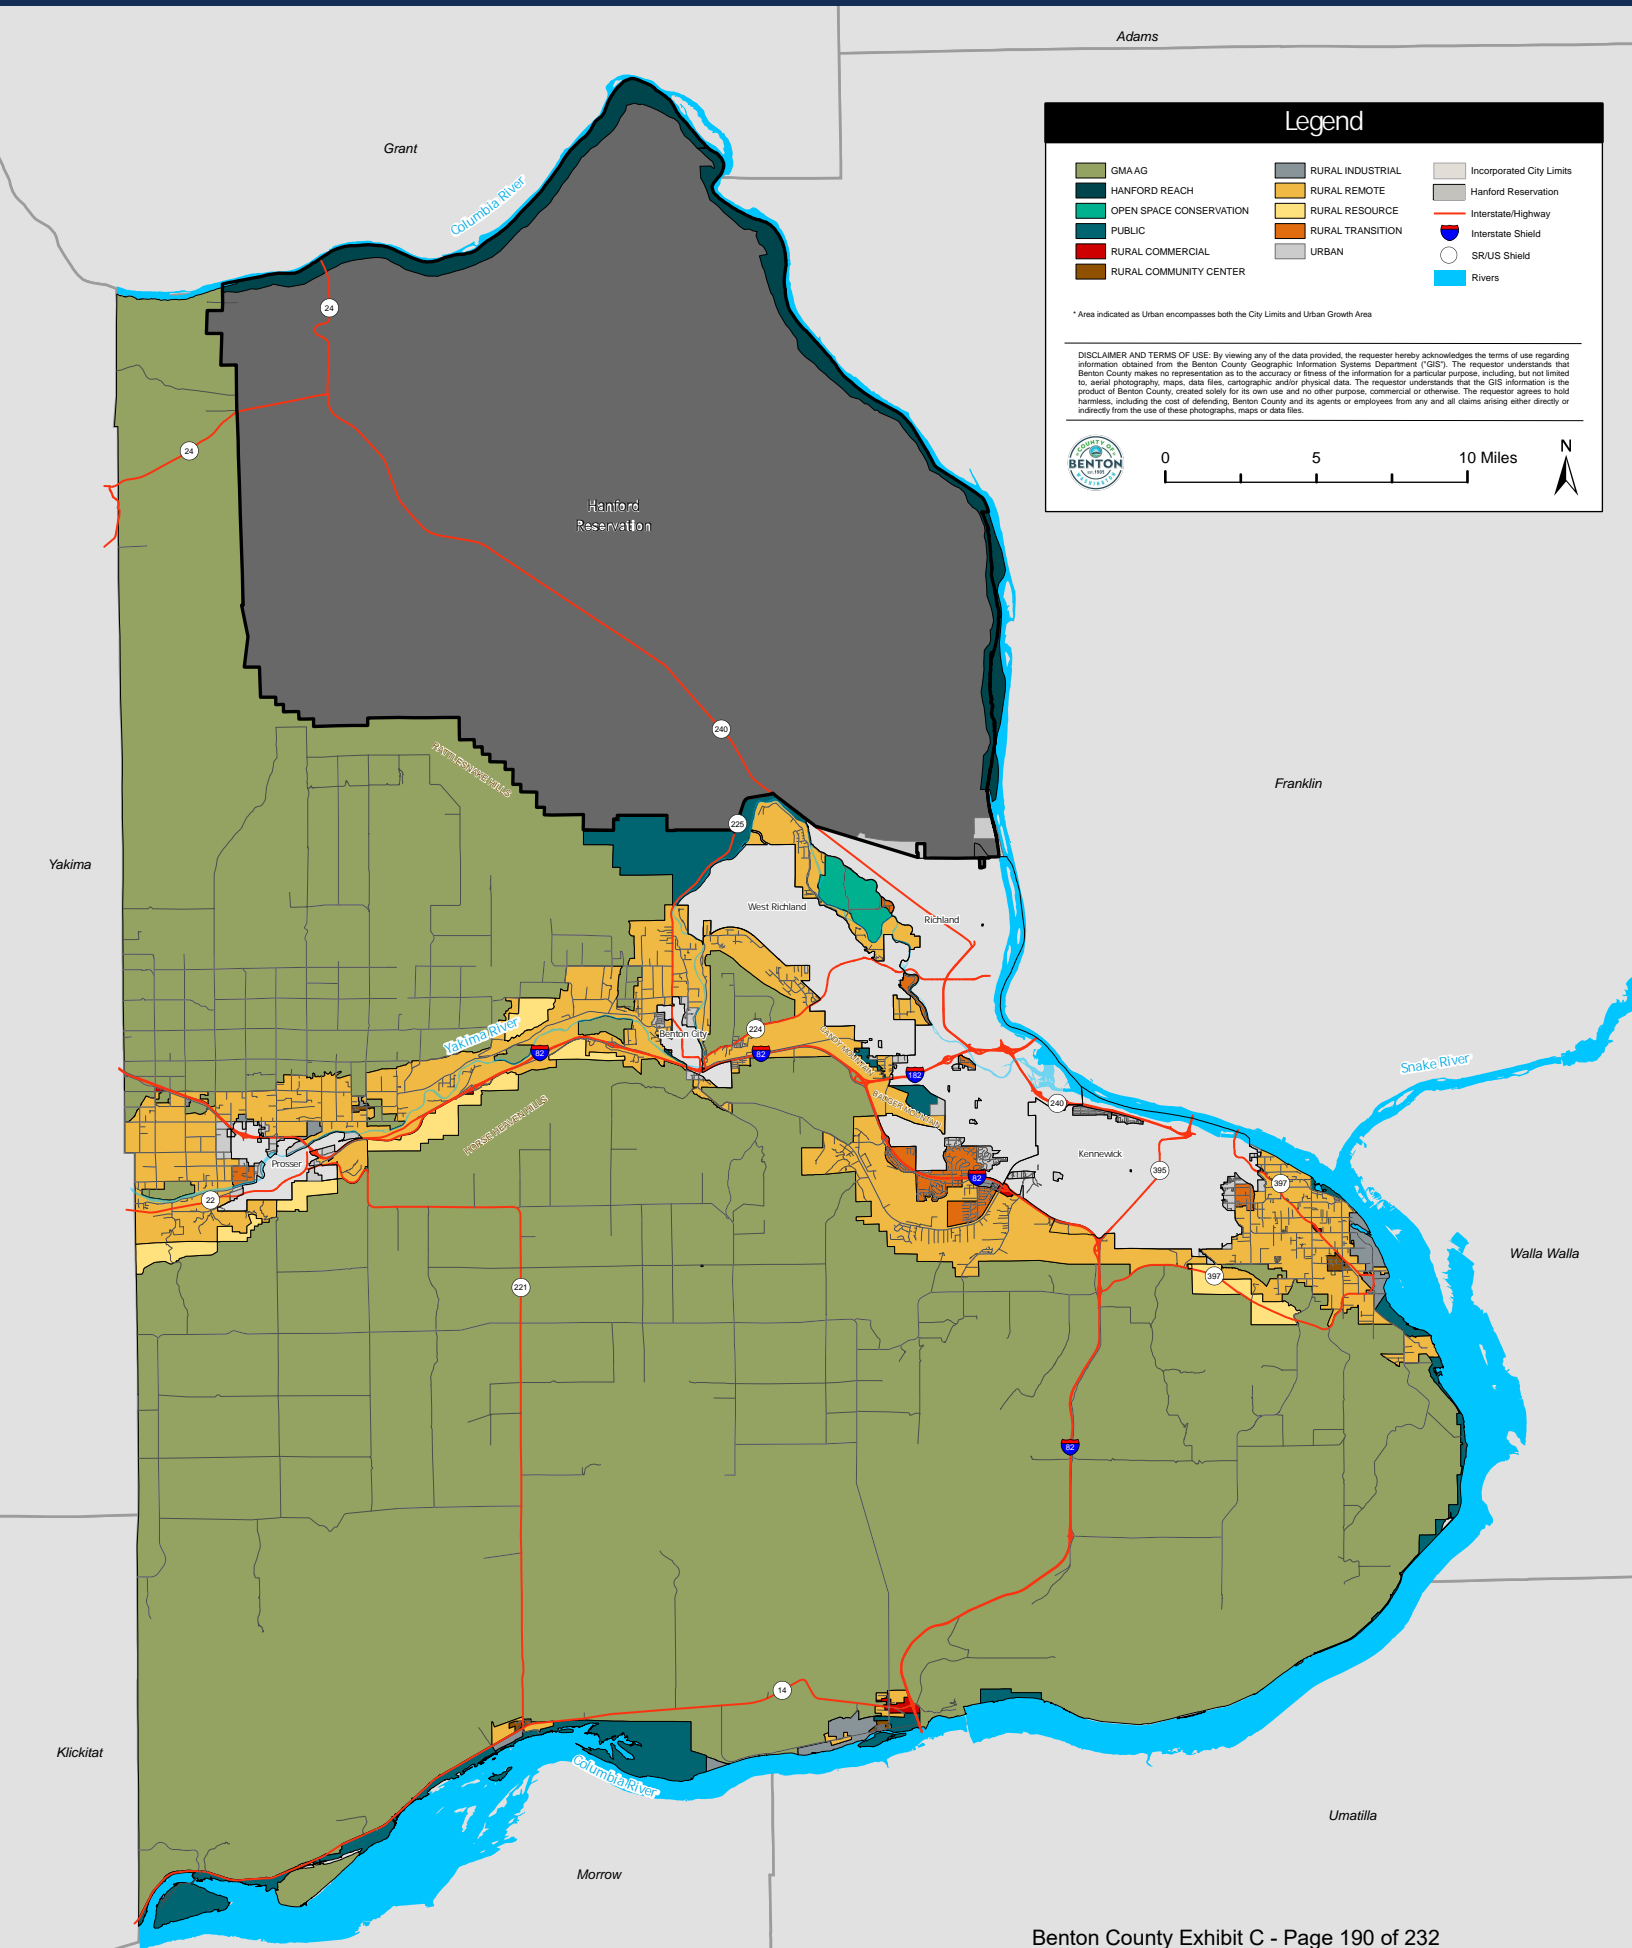 Adams
Grant
Columbia River
Legend
GMA AG
HANFORD REACH
OPEN SPACE CONSERVATION
PUBLIC
RURAL COMMERCIAL
RURAL COMMUNITY CENTER
RURAL INDUSTRIAL
RURAL REMOTE
RURAL RESOURCE
RURAL TRANSITION
URBAN
Incorporated City Limits
Hanford Reservation
Interstate/Highway
Interstate Shield
SR/US Shield
Rivers
* Area indicated as Urban encompasses both the City Limits and Urban Growth Area
DISCLAIMER AND TERMS OF USE: By viewing any of the data provided, the requester hereby acknowledges the terms of use regarding
information obtained from the Benton County Geographic Information Systems Department ("GIS"). The requester understands that
Benton County makes no representation as to the accuracy or fitness of the information for a particular purpose, including, but not limited
to, aerial photography, maps, data files, cartographic and/or physical data. The requester understands that the GIS information is the
product of Benton County, created solely for its own use and no other purpose, commercial or otherwise. The requester agrees to hold
harmless, including the cost of defending, Benton County and its agents or employees from any and all claims arising either directly or
indirectly from the use of these photographs, maps or data files.
COUNTY OF
BENTON
EST. 1905
WASHINGTON
0 5 10 Miles
N
24
24
Hanford
Reservation
240
RATTLESNAKE HILLS
Franklin
225
Yakima
West Richland
Richland
Yakima River
Benton City
224
82
82
CANDY MOUNTAIN
182
Snake River
BADGER MOUNTAIN
240
HORSE HEAVEN HILLS
Prosser
Kennewick
395
82
397
22
Walla Walla
397
221
82
14
Klickitat
Columbia River
Umatilla
Morrow
Benton County Exhibit C - Page 190 of 232